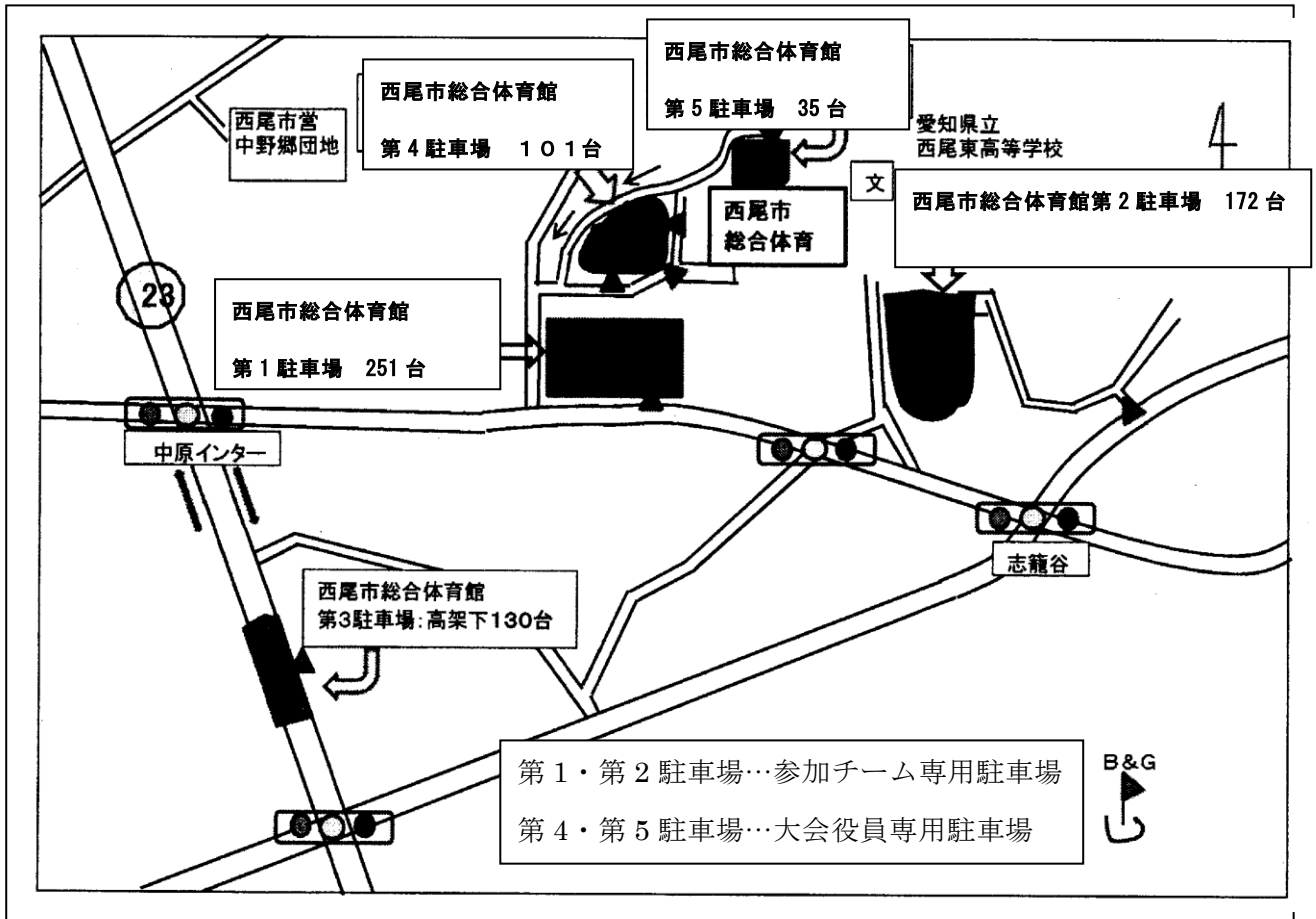 西尾市総合体育館
第5駐車場 35台
西尾市総合体育館
第4駐車場 １０１台
西尾市営
中野郷団地
愛知県立
西尾東高等学校
文
西尾市総合体育館第2駐車場 172台
西尾市
総合体育
23
西尾市総合体育館
第1駐車場 251台
中原インター
志籠谷
西尾市総合体育館
第3駐車場:高架下130台
第1・第2駐車場…参加チーム専用駐車場
第4・第5駐車場…大会役員専用駐車場
B&G